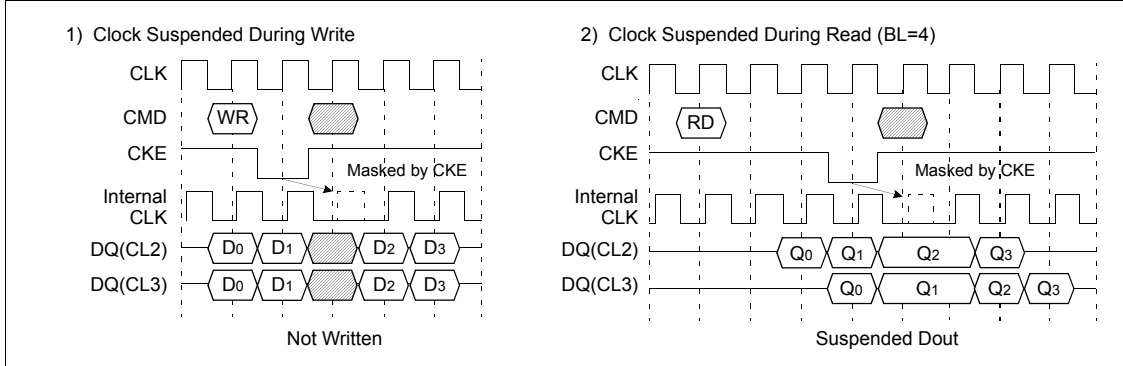 1) Clock Suspended During Write
CLK
CMD
WR
CKE
Masked by CKE
Internal
CLK
DQ(CL2)
D0 D1 D2 D3
DQ(CL3)
D0 D1 D2 D3
Not Written
2) Clock Suspended During Read (BL=4)
CLK
CMD
RD
CKE
Masked by CKE
Internal
CLK
DQ(CL2)
Q0 Q1 Q2 Q3
DQ(CL3)
Q0 Q1 Q2 Q3
Suspended Dout